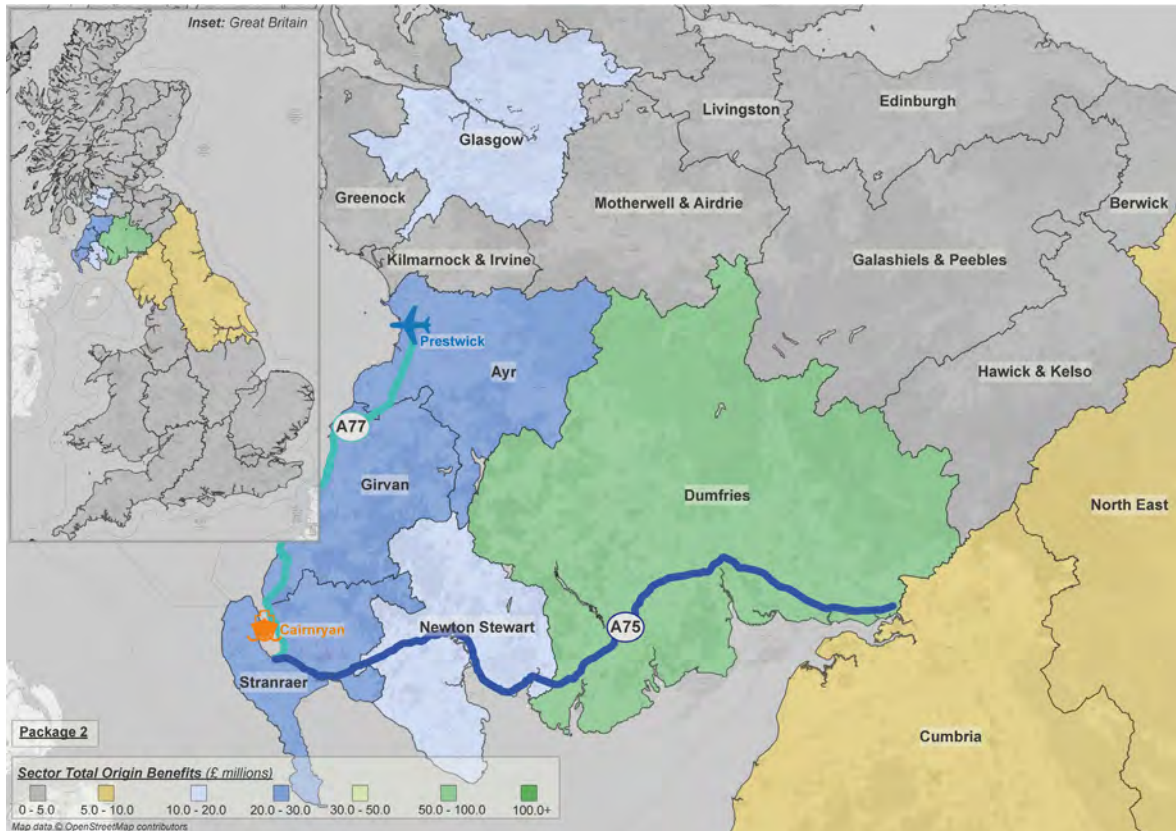 Inset: Great Britain
Livingston
Edinburgh
Glasgow
Greenock
Motherwell & Airdrie
Berwick
Kilmarnock & Irvine
Galashiels & Peebles
Prestwick
Ayr
Hawick & Kelso
A77
Girvan
Dumfries
North East
Cairnryan
Newton Stewart
A75
Stranraer
Package 2
Cumbria
Sector Total Origin Benefits (£ millions)
0 - 5.0 5.0 - 10.0 10.0 - 20.0 20.0 - 30.0 30.0 - 50.0 50.0 - 100.0 100.0+
Map data © OpenStreetMap contributors